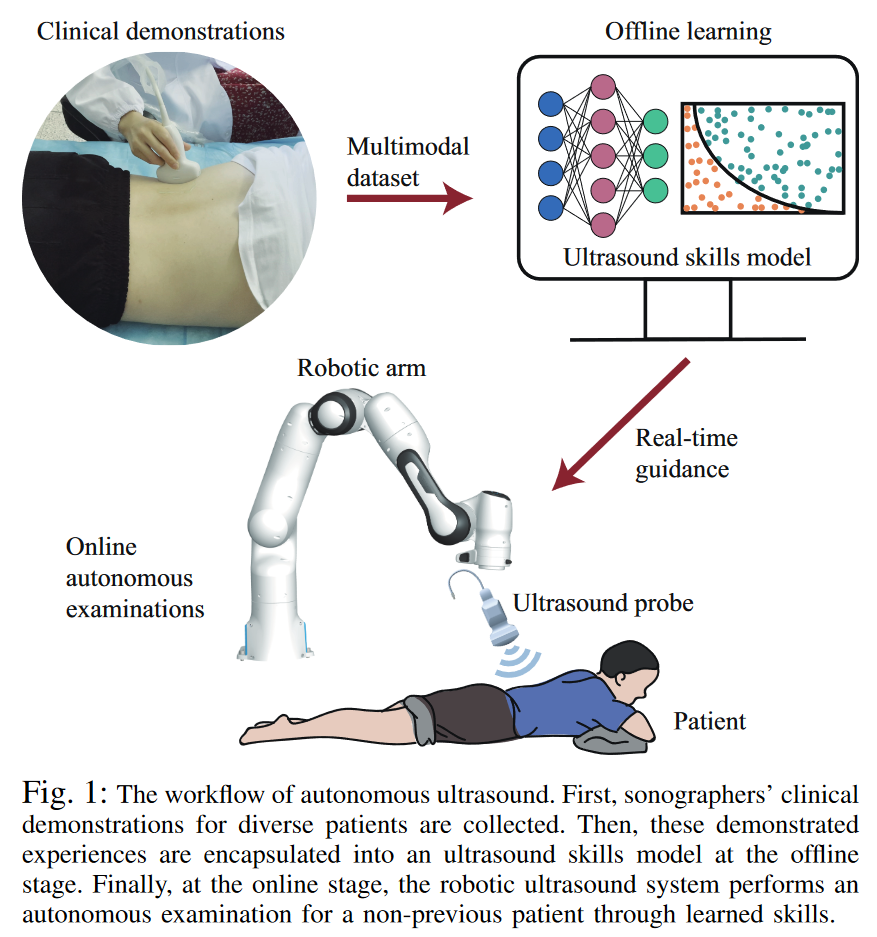 Clinical demonstrations
Offline learning
Multimodal
dataset
Ultrasound skills model
Robotic arm
Real-time
guidance
Online
autonomous
examinations
Ultrasound probe
Patient
Fig. 1: The workflow of autonomous ultrasound. First, sonographers’ clinical
demonstrations for diverse patients are collected. Then, these demonstrated
experiences are encapsulated into an ultrasound skills model at the offline
stage. Finally, at the online stage, the robotic ultrasound system performs an
autonomous examination for a non-previous patient through learned skills.